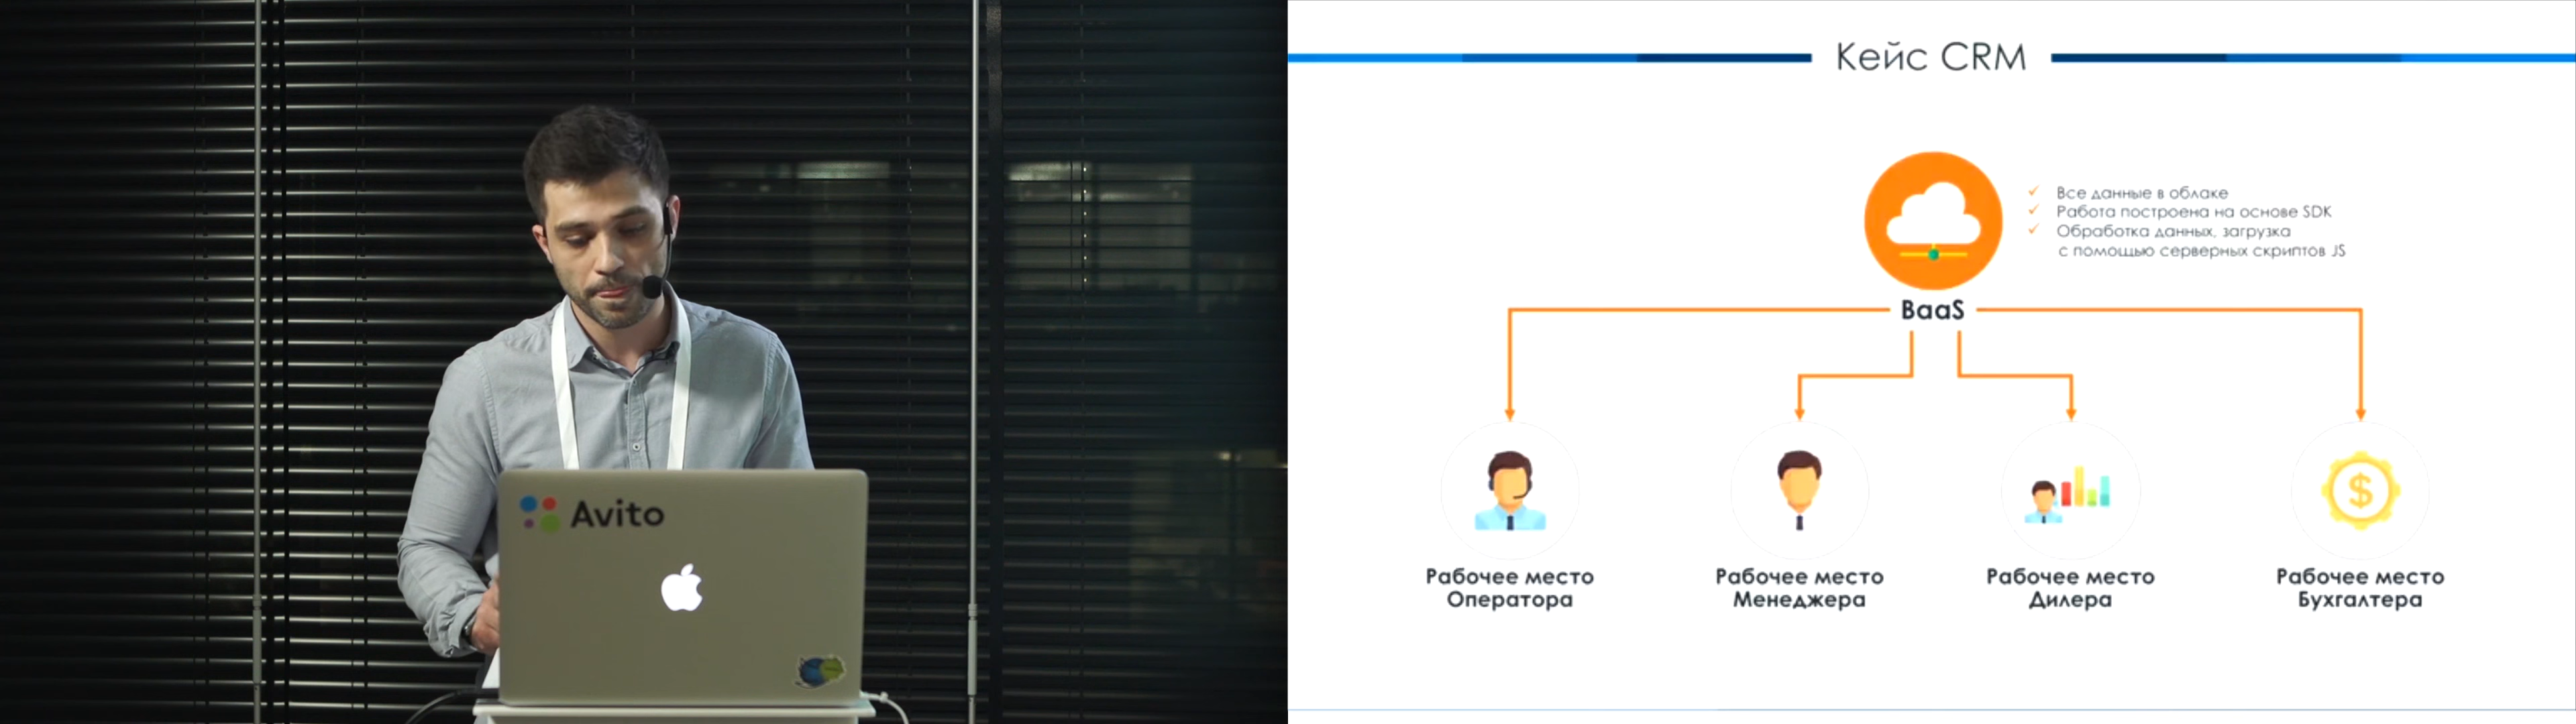 Avito
Кейс CRM
Все данные в облаке
Работа построена на основе SDK
Обработка данных, загрузка
с помощью серверных скриптов JS
BaaS
$
Рабочее место
Оператора
Рабочее место
Менеджера
Рабочее место
Дилера
Рабочее место
Бухгалтера